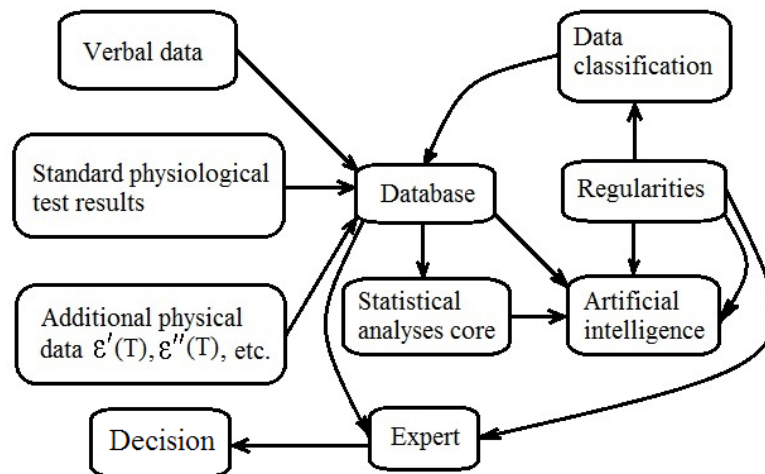 Verbal data
Data
classification
Standard physiological
test results
Database
Regularities
Additional physical
data ε′(T), ε″(T), etc.
Statistical
analyses core
Artificial
intelligence
Decision
Expert